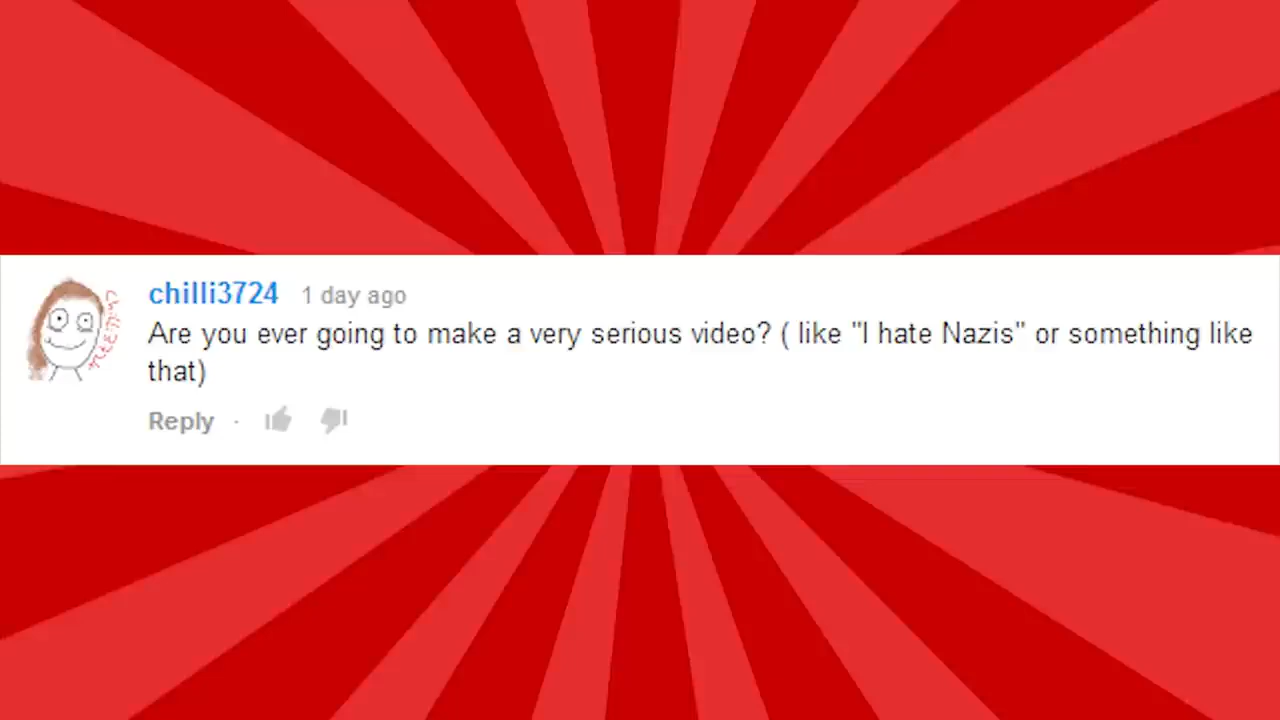 chilli3724 1 day ago
Are you ever going to make a very serious video? ( like "I hate Nazis" or something like
that)
Reply ·